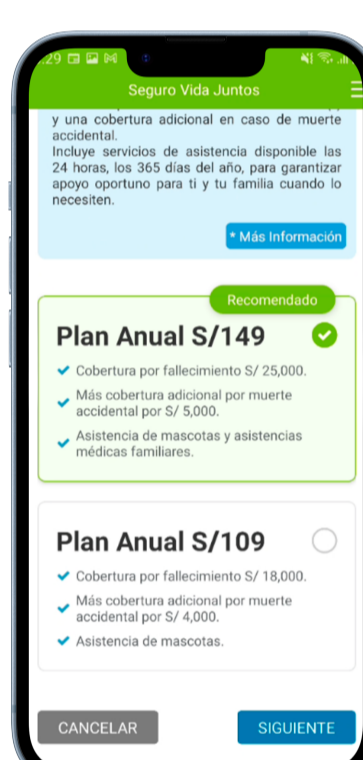 :29
Seguro Vida Juntos
y una cobertura adicional en caso de muerte
accidental.
Incluye servicios de asistencia disponible las
24 horas, los 365 días del año, para garantizar
apoyo oportuno para ti y tu familia cuando lo
necesiten.
* Más Información
Recomendado
Plan Anual S/149
Cobertura por fallecimiento S/ 25,000.
Más cobertura adicional por muerte
accidental por S/ 5,000.
Asistencia de mascotas y asistencias
médicas familiares.
Plan Anual S/109
Cobertura por fallecimiento S/ 18,000.
Más cobertura adicional por muerte
accidental por S/ 4,000.
Asistencia de mascotas.
CANCELAR
SIGUIENTE